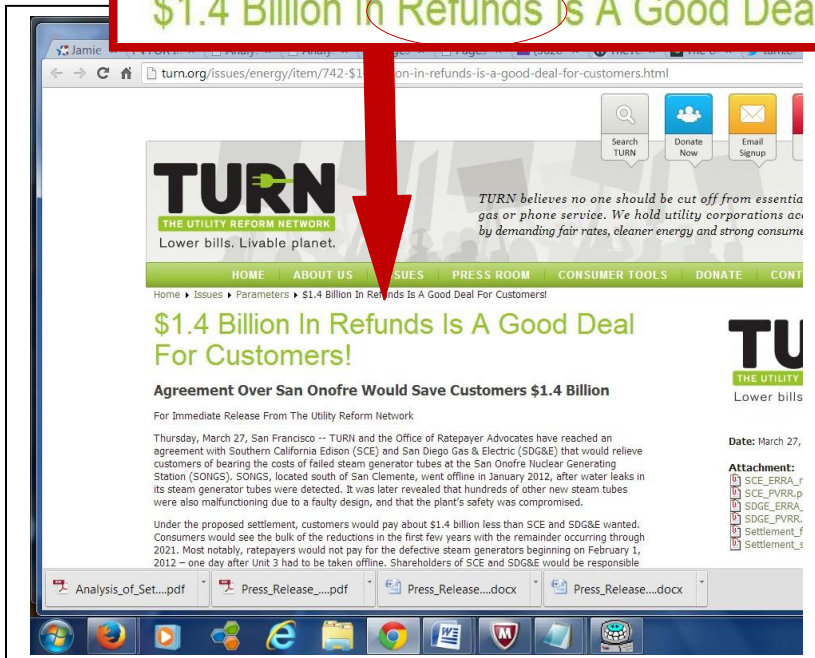 $1.4 Billion In Refunds Is A Good Dea
Jamie
turn.org/issues/energy/item/742-$1 on-in-refunds-is-a-good-deal-for-customers.html
Search TURN
Donate Now
Email Signup
TURN
THE UTILITY REFORM NETWORK
Lower bills. Livable planet.
TURN believes no one should be cut off from essentia
gas or phone service. We hold utility corporations acc
by demanding fair rates, cleaner energy and strong consume
HOME ABOUT US SSUES PRESS ROOM CONSUMER TOOLS DONATE CONT
Home Issues Parameters $1.4 Billion In Refunds Is A Good Deal For Customers!
$1.4 Billion In Refunds Is A Good Deal
For Customers!
Agreement Over San Onofre Would Save Customers $1.4 Billion
For Immediate Release From The Utility Reform Network
Thursday, March 27, San Francisco -- TURN and the Office of Ratepayer Advocates have reached an
agreement with Southern California Edison (SCE) and San Diego Gas & Electric (SDG&E) that would relieve
customers of bearing the costs of failed steam generator tubes at the San Onofre Nuclear Generating
Station (SONGS). SONGS, located south of San Clemente, went offline in January 2012, after water leaks in
its steam generator tubes were detected. It was later revealed that hundreds of other new steam tubes
were also malfunctioning due to a faulty design, and that the plant's safety was compromised.
Under the proposed settlement, customers would pay about $1.4 billion less than SCE and SDG&E wanted.
Consumers would see the bulk of the reductions in the first few years with the remainder occurring through
2021. Most notably, ratepayers would not pay for the defective steam generators beginning on February 1,
2012 – one day after Unit 3 had to be taken offline. Shareholders of SCE and SDG&E would be responsible
TU
THE UTILITY
Lower bills
Date: March 27,
Attachment:
SCE_ERRA_r
SCE_PVRR.p
SDGE_ERRA_
SDGE_PVRR.
Settlement_f
Settlement_s
Analysis_of_Set....pdf
Press_Release_....pdf
Press_Release....docx
Press_Release....docx